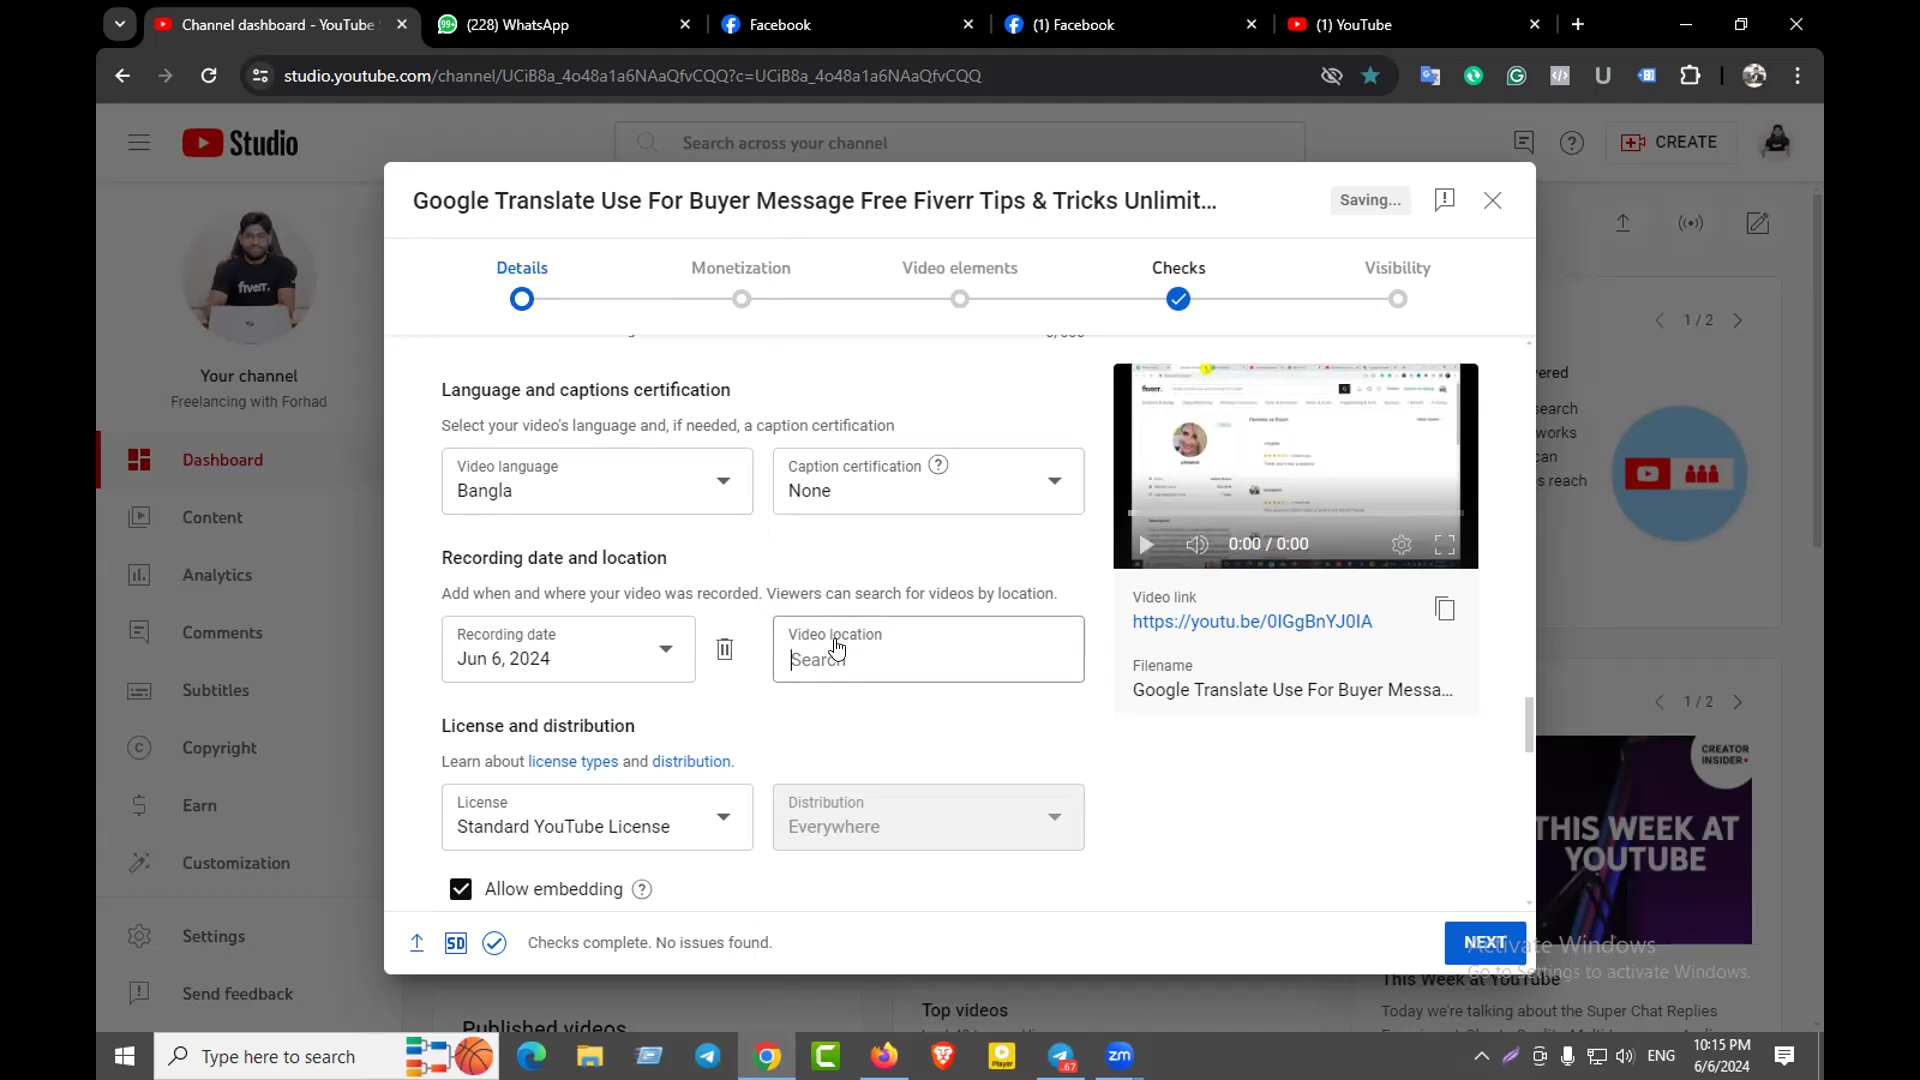 Channel dashboard - YouTube
(228) WhatsApp
Facebook
(1) Facebook
(1) YouTube
studio.youtube.com/channel/UCiB8a_4o48a1a6NAaQfvCQQ?c=UCiB8a_4o48a1a6NAaQfvCQQ
Studio
Search across your channel
CREATE
Google Translate Use For Buyer Message Free Fiverr Tips & Tricks Unlimit...
Saving...
Details
Monetization
Video elements
Checks
Visibility
fiverr.
Your channel
Freelancing with Forhad
Dashboard
Content
Analytics
Comments
Subtitles
Copyright
Earn
Customization
Settings
Send feedback
Language and captions certification
Select your video's language and, if needed, a caption certification
Video language
Bangla
Caption certification
None
Recording date and location
Add when and where your video was recorded. Viewers can search for videos by location.
Recording date
Jun 6, 2024
Video location
Search
License and distribution
Learn about license types and distribution.
License
Standard YouTube License
Distribution
Everywhere
Allow embedding
fiverr.
0:00 / 0:00
Video link
https://youtu.be/0IGgBnYJ0IA
Filename
Google Translate Use For Buyer Messa...
SD
Checks complete. No issues found.
NEXT
1 / 2
ered
search
works
can
s reach
1 / 2
CREATOR
INSIDER
THIS WEEK AT
YOUTUBE
Activate Windows
Go to Settings to activate Windows.
This Week at YouTube
Today we're talking about the Super Chat Replies
Published videos
Top videos
Type here to search
Player
67
zm
ENG
10:15 PM
6/6/2024